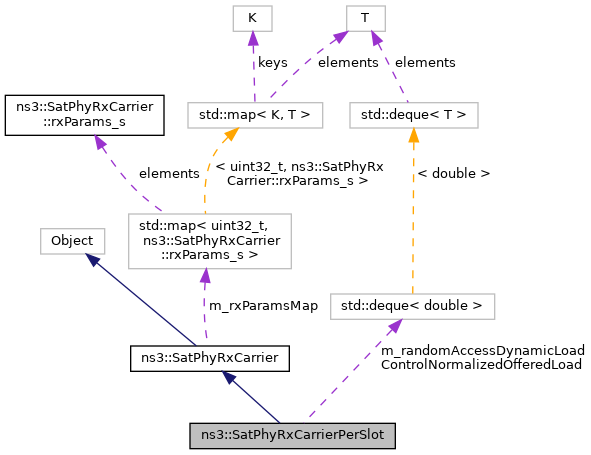 K
T
keys
elements
elements
ns3::SatPhyRxCarrier
::rxParams_s
std::map< K, T >
std::deque< T >
elements
< uint32_t, ns3::SatPhyRx
Carrier::rxParams_s >
< double >
std::map< uint32_t,
ns3::SatPhyRxCarrier
::rxParams_s >
Object
m_rxParamsMap
std::deque< double >
ns3::SatPhyRxCarrier
m_randomAccessDynamicLoad
ControlNormalizedOfferedLoad
ns3::SatPhyRxCarrierPerSlot